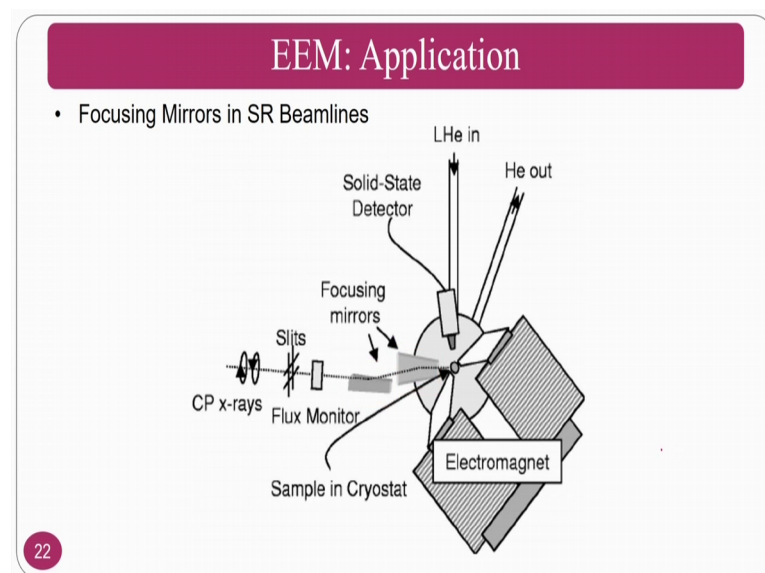 EEM: Application
• Focusing Mirrors in SR Beamlines
LHe in
He out
Solid-State
Detector
Focusing
mirrors
Slits
CP x-rays
Flux Monitor
Electromagnet
Sample in Cryostat
22